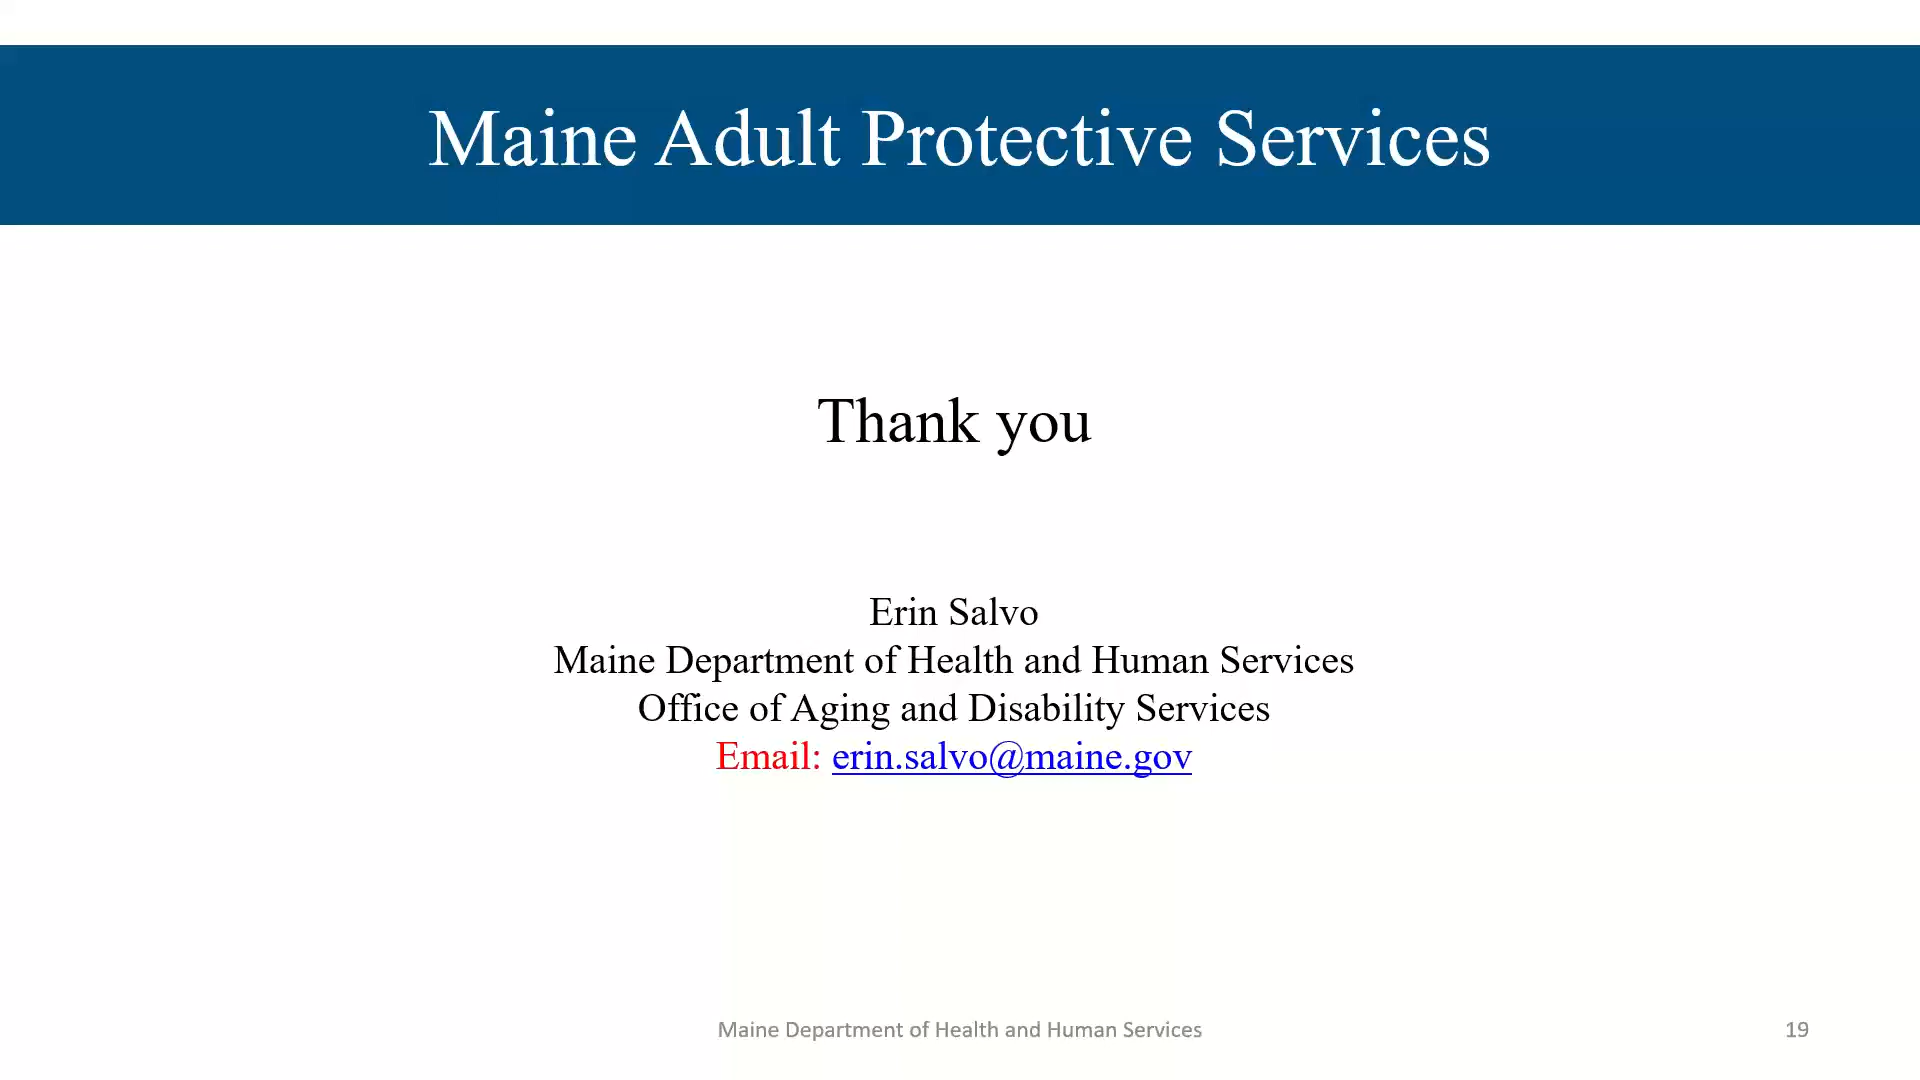 Maine Adult Protective Services
Thank you
Erin Salvo
Maine Department of Health and Human Services
Office of Aging and Disability Services
Email: erin.salvo@maine.gov
Maine Department of Health and Human Services
19